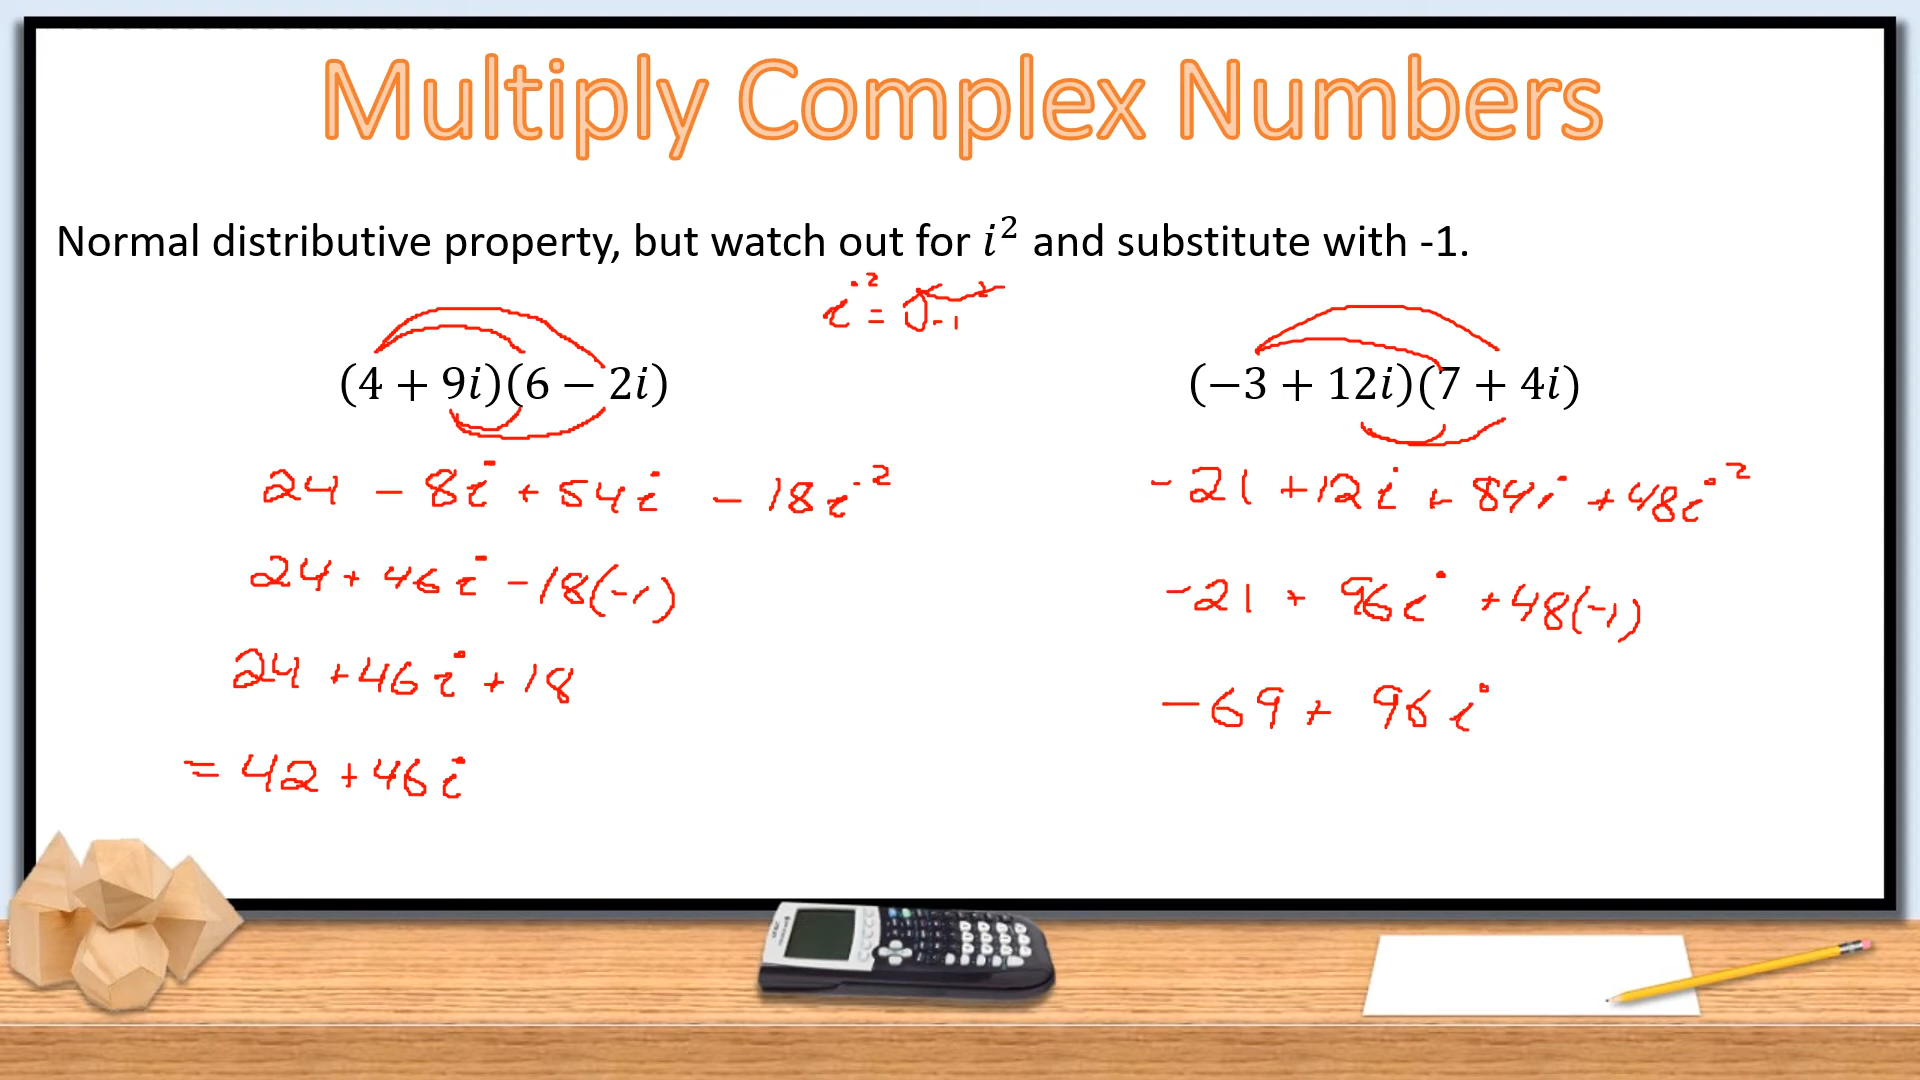 Multiply Complex Numbers
Normal distributive property, but watch out for i² and substitute with -1.
i² = √-1²
(4 + 9i)(6 − 2i)
24 - 8i + 54i - 18i²
24 + 46i - 18(-1)
24 + 46i + 18
= 42 + 46i
(−3 + 12i)(7 + 4i)
-21 + 12i + 84i + 48i²
-21 + 96i + 48(-1)
-69 + 96i